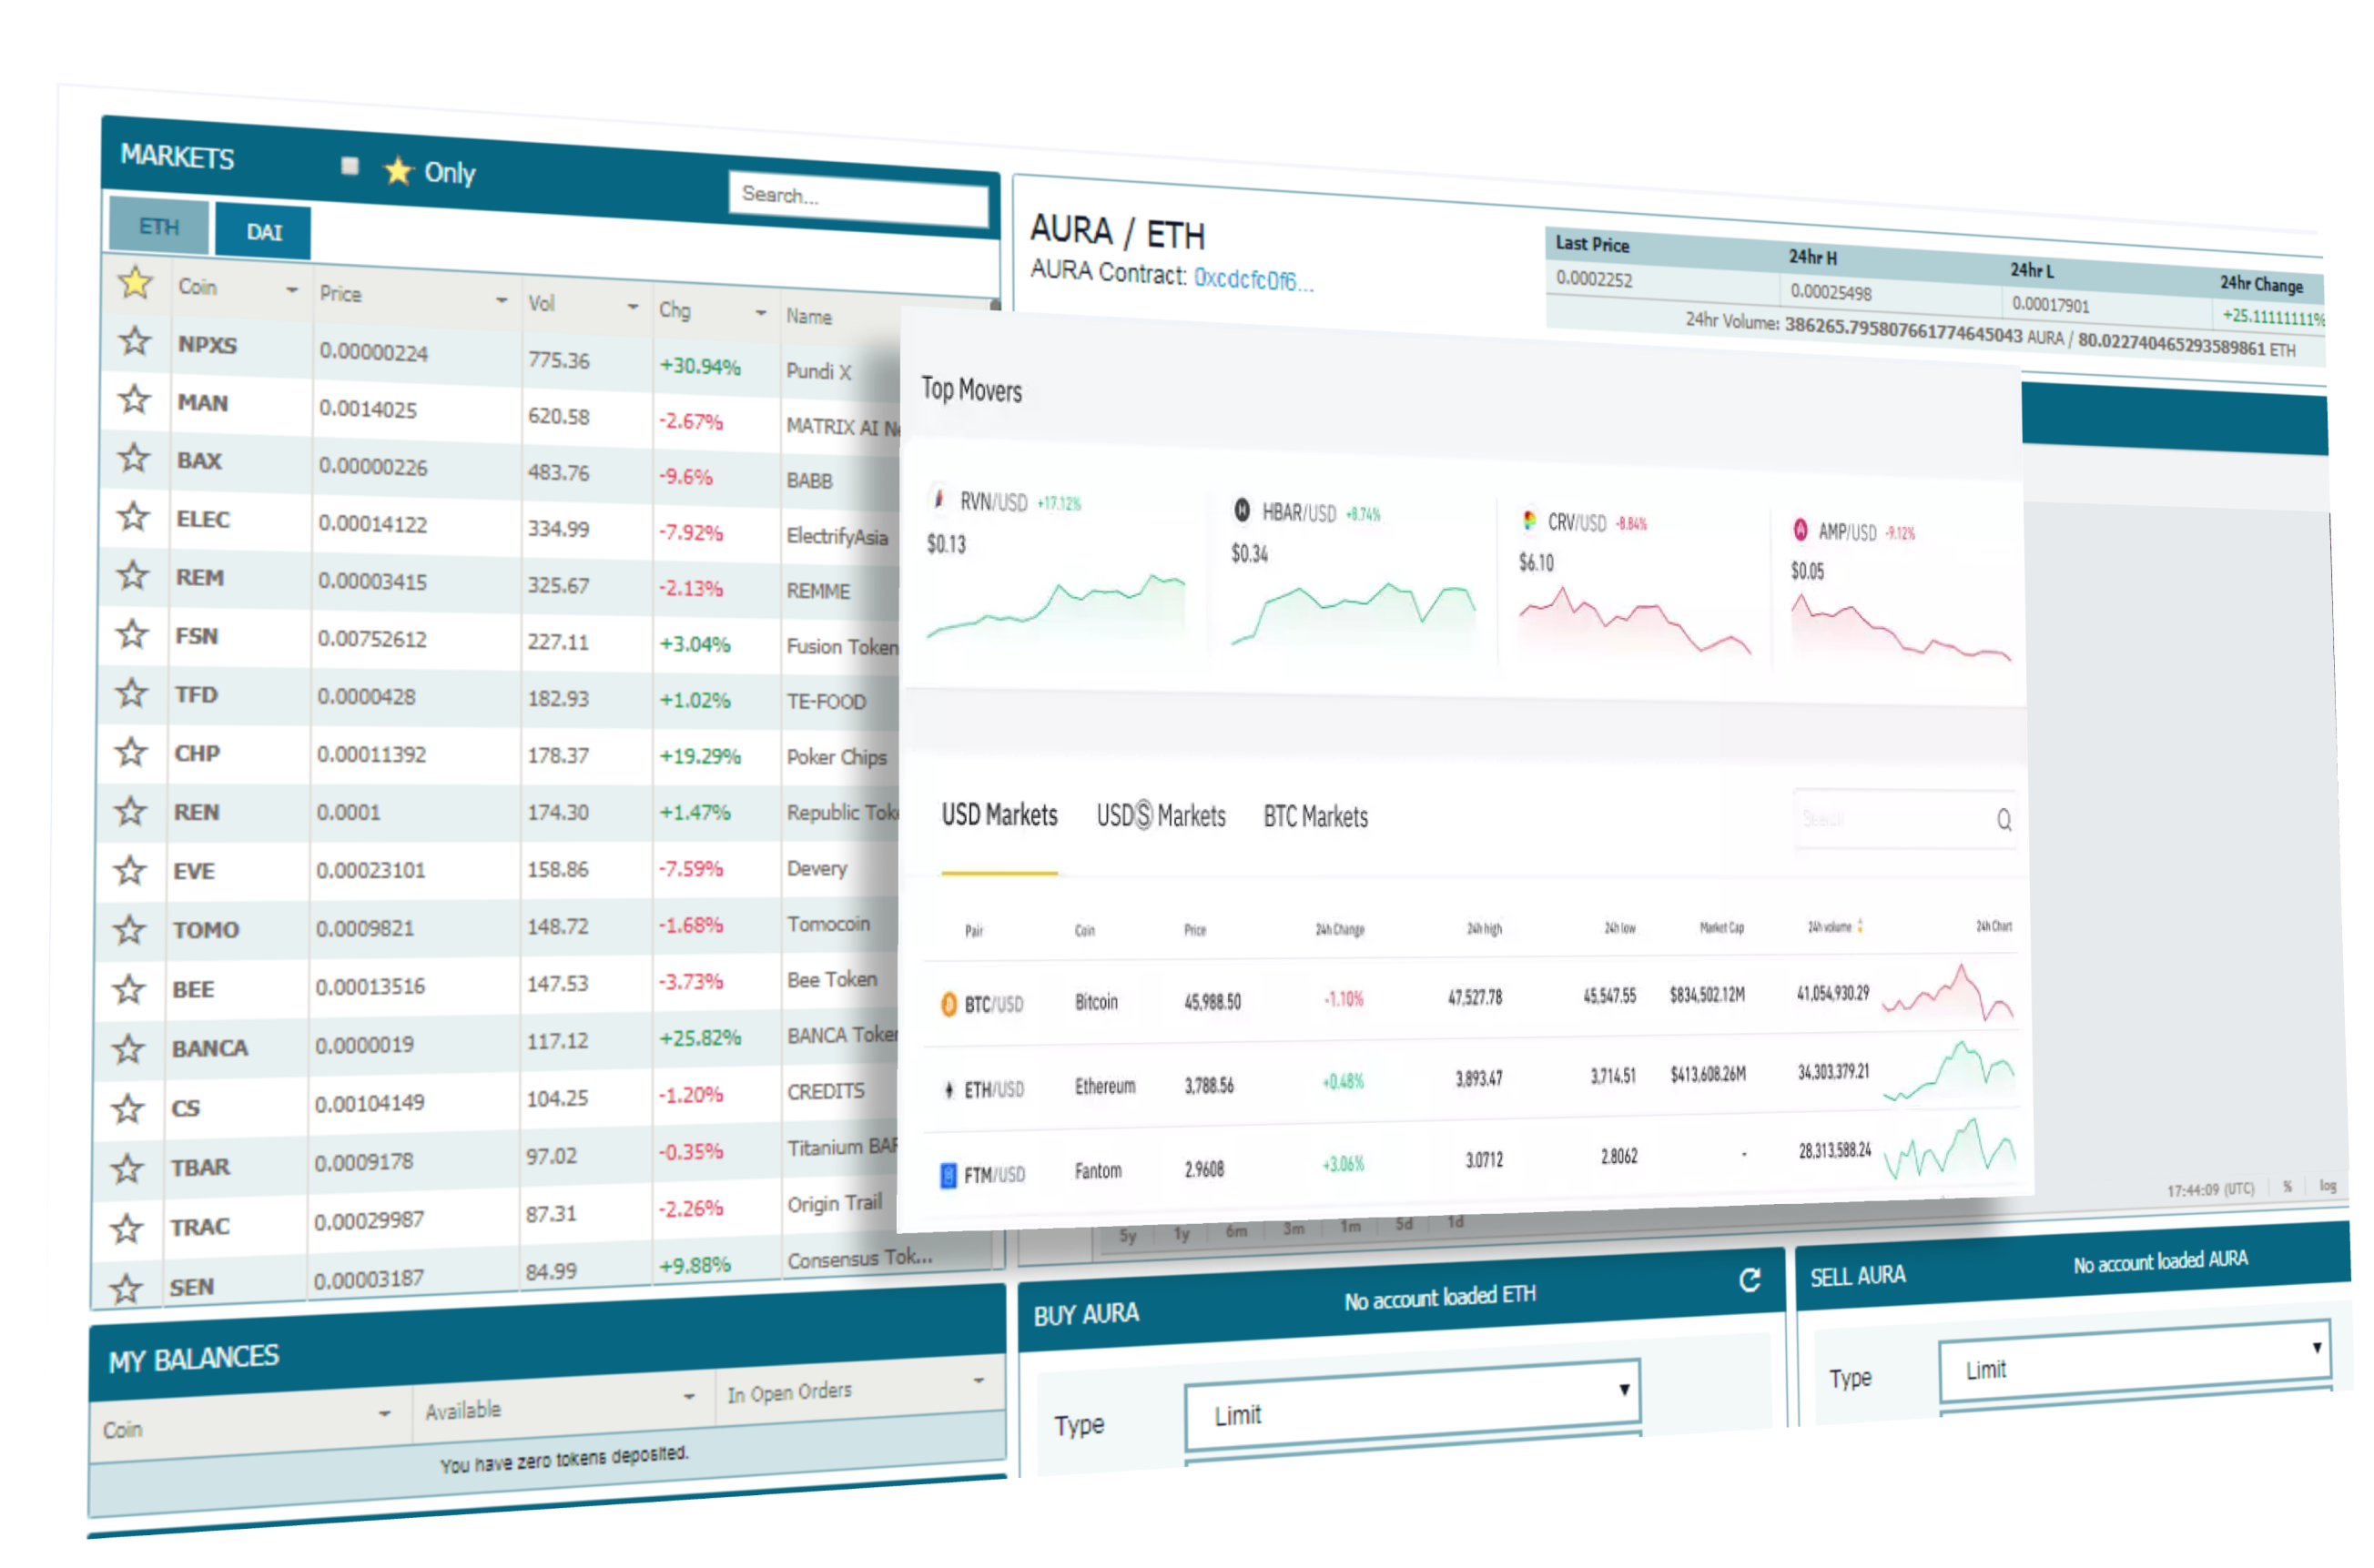 MARKETS
Only
Search...
ETH DAI
Coin Price Vol Chg Name
NPXS 0.00000224 775.36 +30.94% Pundi X
MAN 0.0014025 620.58 -2.67% MATRIX AI
BAX 0.00000226 483.76 -9.6% BABB
ELEC 0.00014122 334.99 -7.92% ElectrifyAsia
REM 0.00003415 325.67 -2.13% REMME
FSN 0.00752612 227.11 +3.04% Fusion Token
TFD 0.0000428 182.93 +1.02% TE-FOOD
CHP 0.00011392 178.37 +19.29% Poker Chips
REN 0.0001 174.30 +1.47% Republic
EVE 0.00023101 158.86 -7.59% Devery
TOMO 0.0009821 148.72 -1.68% Tomocoin
BEE 0.00013516 147.53 -3.73% Bee Token
BANCA 0.0000019 117.12 +25.82% BANCA Token
CS 0.00104149 104.25 -1.20% CREDITS
TBAR 0.0009178 97.02 -0.35% Titanium
TRAC 0.00029987 87.31 -2.26% Origin Trail
SEN 0.00003187 84.99 +9.88% Consensus Tok...
MY BALANCES
Coin Available In Open Orders
You have zero tokens deposited.
AURA / ETH
AURA Contract: 0xcdcfc0f6...
Last Price 24hr H 24hr L 24hr Change
0.0002252 0.00025498 0.00017901 +25.11111111%
24hr Volume: 386265.795807661774645043 AURA / 80.022740465293589861 ETH
Top Movers
RVN/USD +17.12%
$0.13
HBAR/USD +8.74%
$0.34
CRV/USD -8.84%
$6.10
AMP/USD -9.12%
$0.05
USD Markets USDⓈ Markets BTC Markets
Search
Pair Coin Price 24h Change 24h high 24h low Market Cap 24h volume 24h Chart
BTC/USD Bitcoin 45,988.50 -1.10% 47,527.78 45,547.55 $834,502.12M 41,054,930.29
ETH/USD Ethereum 3,788.56 +0.48% 3,893.47 3,714.51 $413,608.26M 34,303,379.21
FTM/USD Fantom 2.9608 +3.06% 3.0712 2.8062 - 28,313,588.24
5y 1y 6m 3m 1m 5d 1d
17:44:09 (UTC) % log
BUY AURA No account loaded ETH
Type Limit
SELL AURA No account loaded AURA
Type Limit